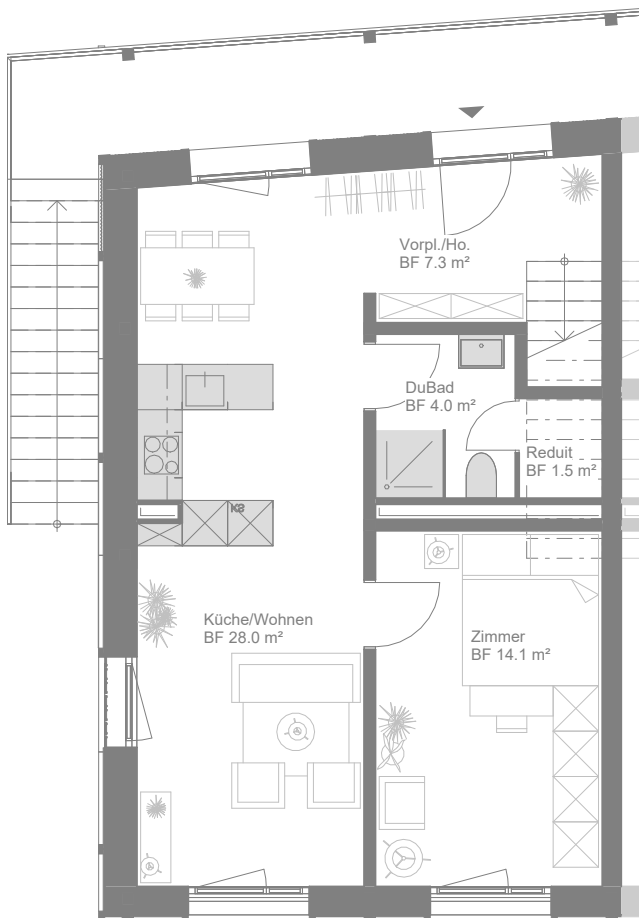 Vorpl./Ho.
BF 7.3 m²
DuBad
BF 4.0 m²
Reduit
BF 1.5 m²
KS
Küche/Wohnen
BF 28.0 m²
Zimmer
BF 14.1 m²